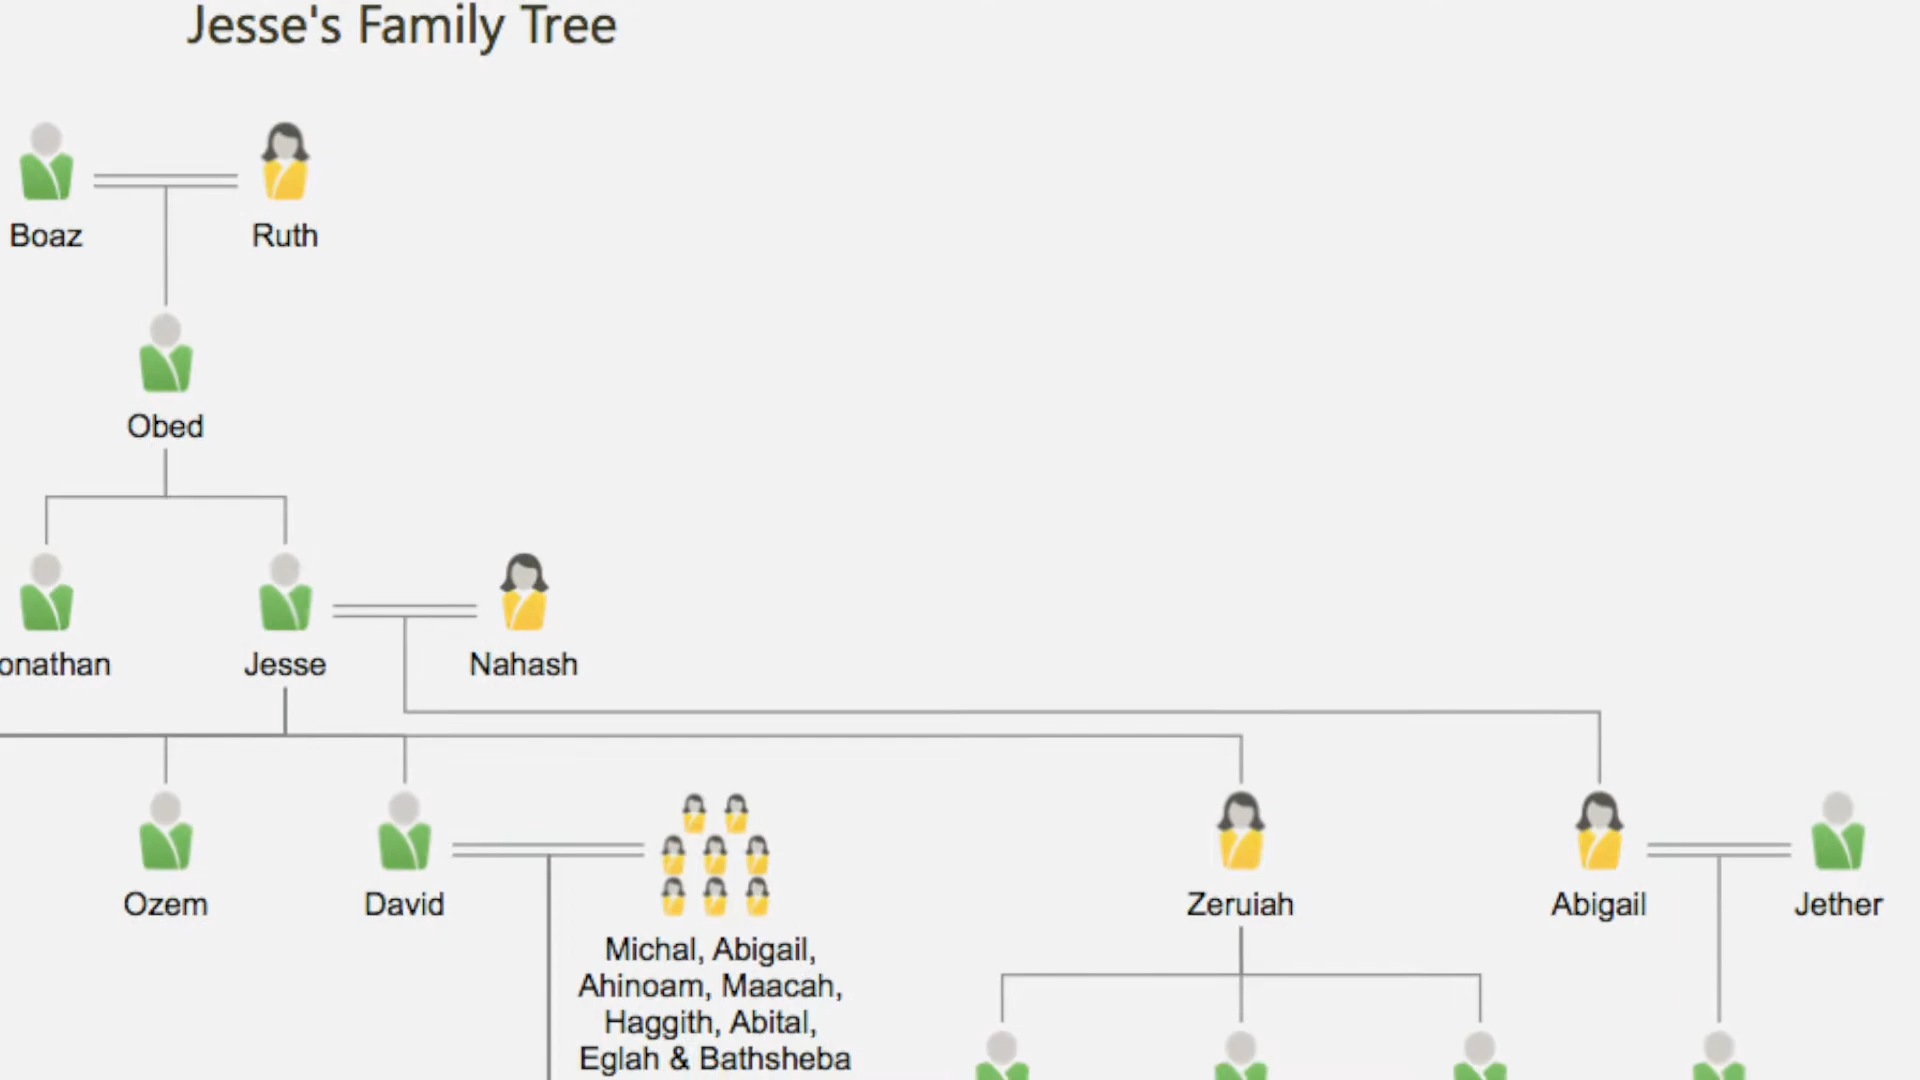 Jesse's Family Tree
Boaz
Ruth
Obed
onathan
Jesse
Nahash
Ozem
David
Michal, Abigail,
Ahinoam, Maacah,
Haggith, Abital,
Eglah & Bathsheba
Zeruiah
Abigail
Jether